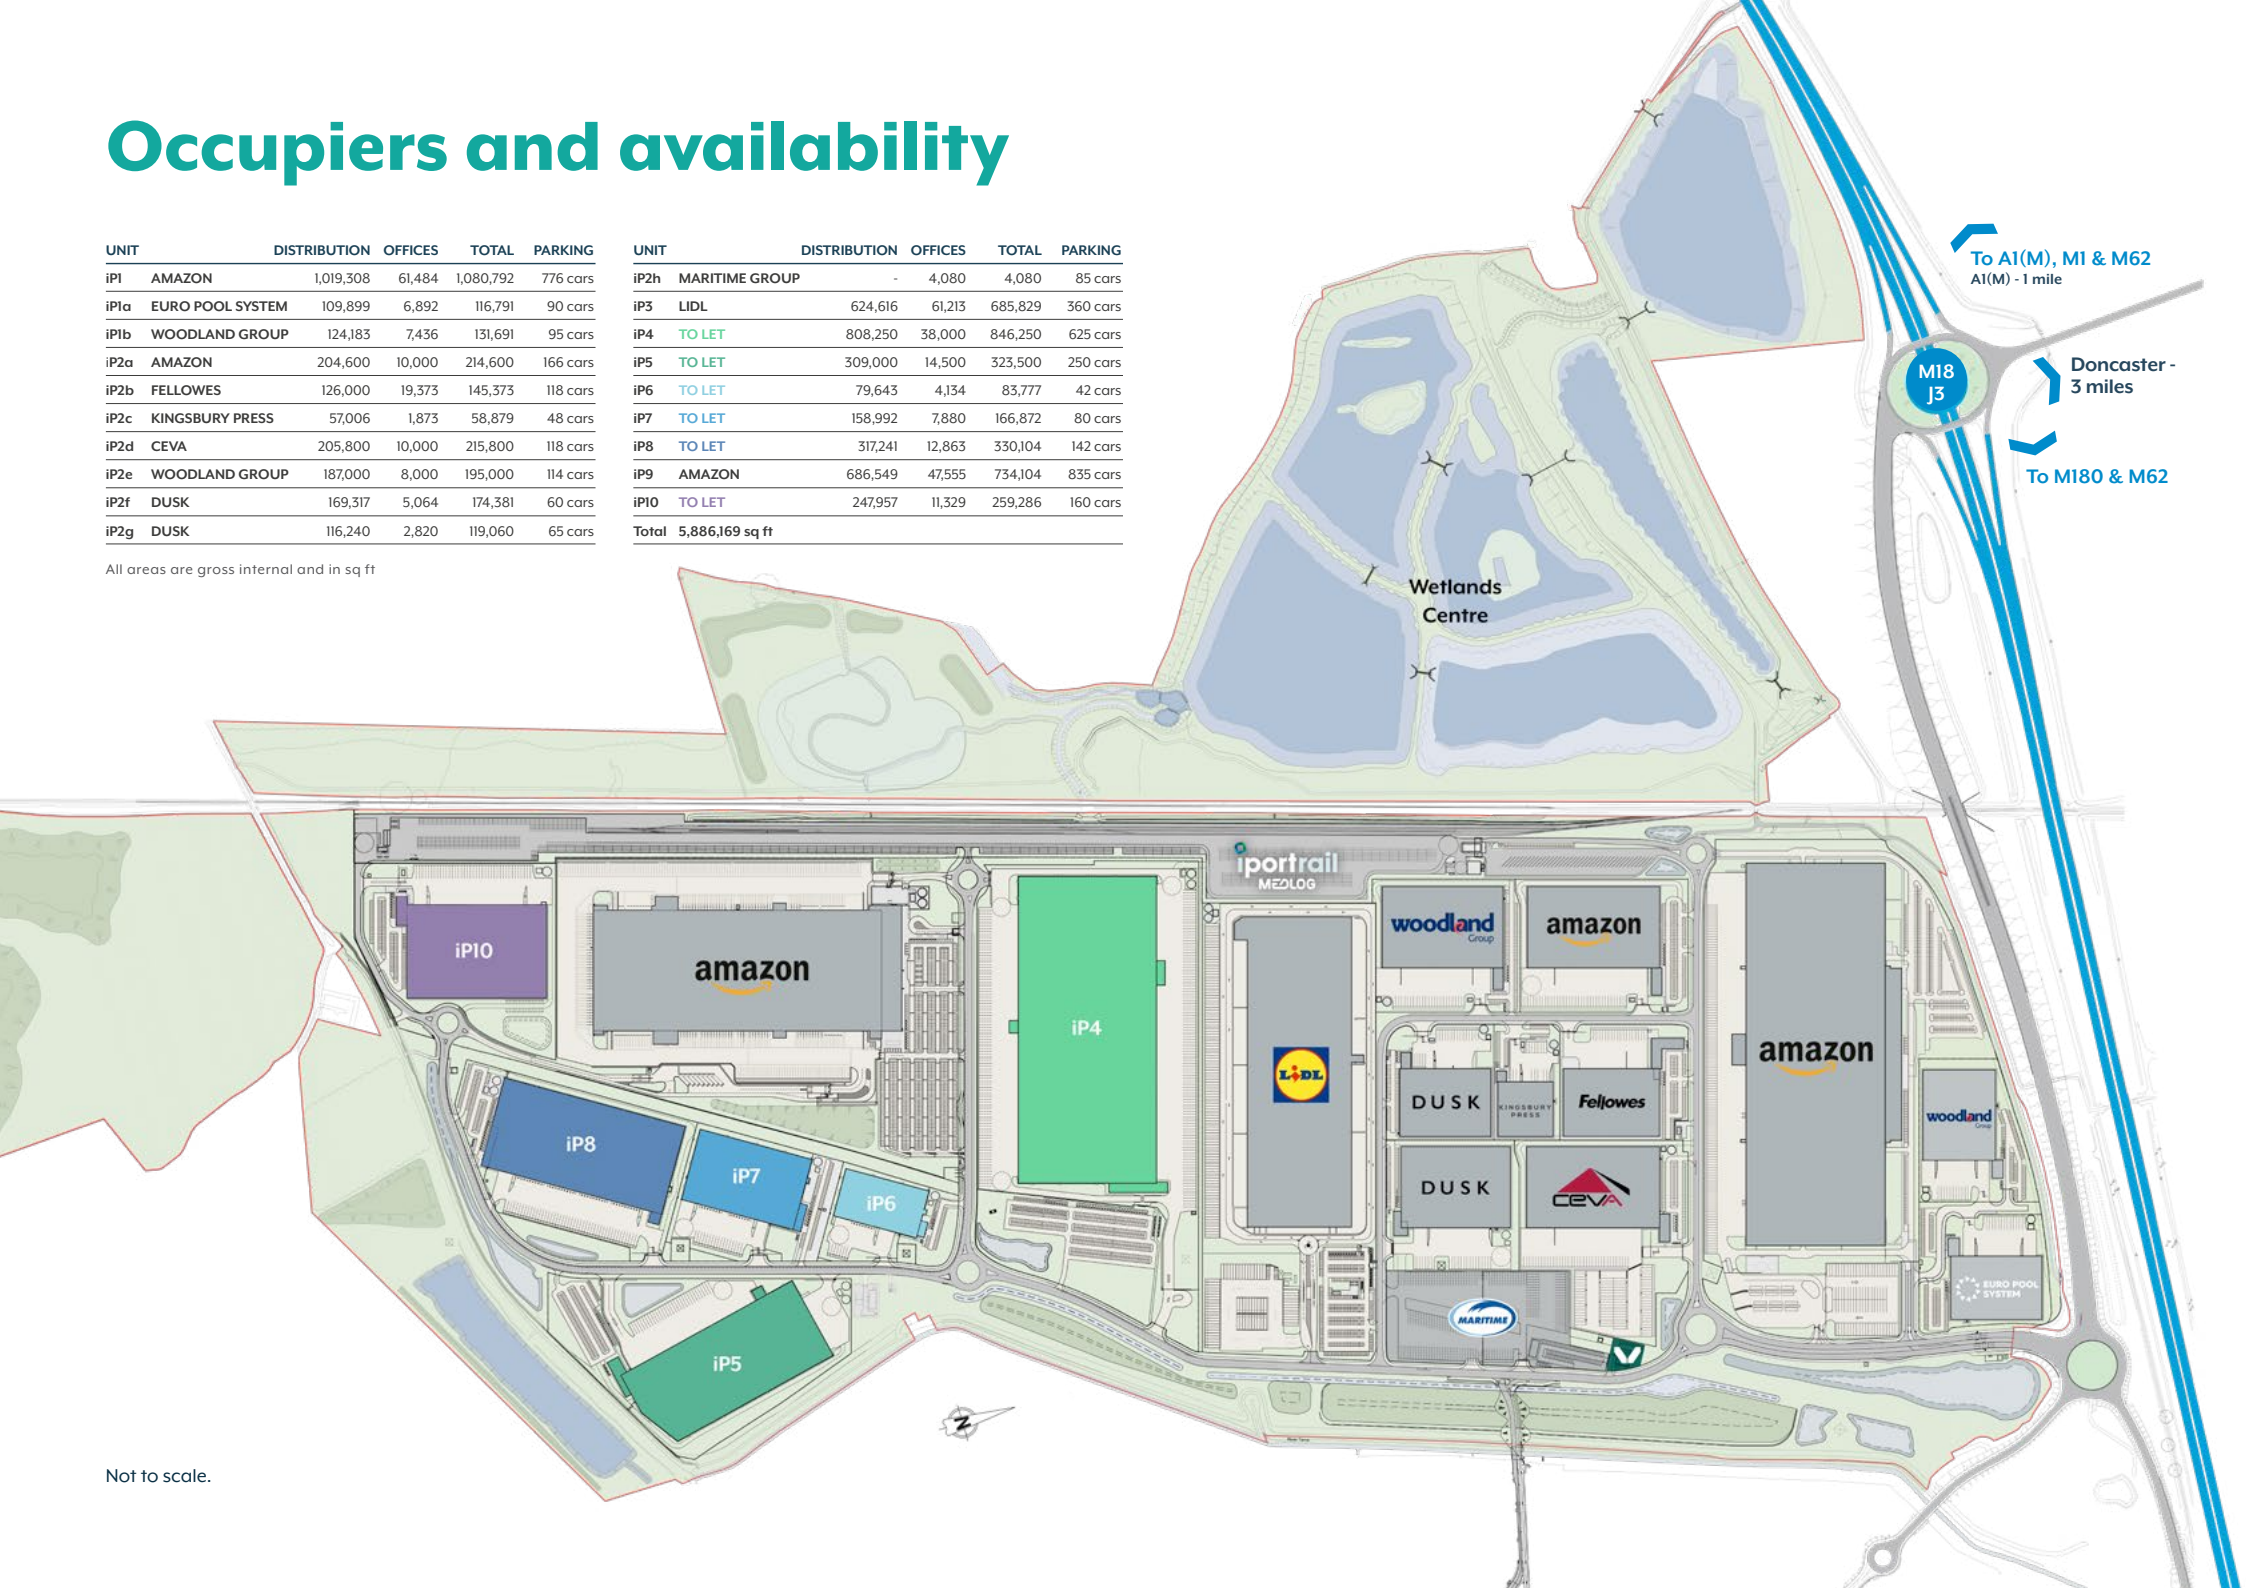 Occupiers and availability
UNIT DISTRIBUTION OFFICES TOTAL PARKING
iP1 AMAZON 1,019,308 61,484 1,080,792 776 cars
iP1a EURO POOL SYSTEM 109,899 6,892 116,791 90 cars
iP1b WOODLAND GROUP 124,183 7,436 131,691 95 cars
iP2a AMAZON 204,600 10,000 214,600 166 cars
iP2b FELLOWES 126,000 19,373 145,373 118 cars
iP2c KINGSBURY PRESS 57,006 1,873 58,879 48 cars
iP2d CEVA 205,800 10,000 215,800 118 cars
iP2e WOODLAND GROUP 187,000 8,000 195,000 114 cars
iP2f DUSK 169,317 5,064 174,381 60 cars
iP2g DUSK 116,240 2,820 119,060 65 cars
All areas are gross internal and in sq ft
UNIT DISTRIBUTION OFFICES TOTAL PARKING
iP2h MARITIME GROUP - 4,080 4,080 85 cars
iP3 LIDL 624,616 61,213 685,829 360 cars
iP4 TO LET 808,250 38,000 846,250 625 cars
iP5 TO LET 309,000 14,500 323,500 250 cars
iP6 TO LET 79,643 4,134 83,777 42 cars
iP7 TO LET 158,992 7,880 166,872 80 cars
iP8 TO LET 317,241 12,863 330,104 142 cars
iP9 AMAZON 686,549 47,555 734,104 835 cars
iP10 TO LET 247,957 11,329 259,286 160 cars
Total 5,886,169 sq ft
To A1(M), M1 & M62
A1(M) - 1 mile
M18
J3
Doncaster -
3 miles
To M180 & M62
Wetlands
Centre
iportrail
MEDLOG
iP10
amazon
iP4
LIDL
woodland
Group
amazon
amazon
DUSK
KINGSBURY
PRESS
Fellowes
woodland
Group
iP8
iP7
iP6
DUSK
CEVA
EURO POOL
SYSTEM
MARITIME
iP5
N
Not to scale.